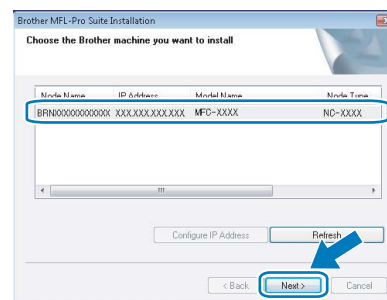 Brother MFL-Pro Suite Installation
Choose the Brother machine you want to install
Node Name IP Address Model Name Node Type
BRNXXXXXXXXXXXX XXX.XXX.XXX.XXX MFC-XXXX NC-XXXX
Configure IP Address Refresh
< Back Next > Cancel